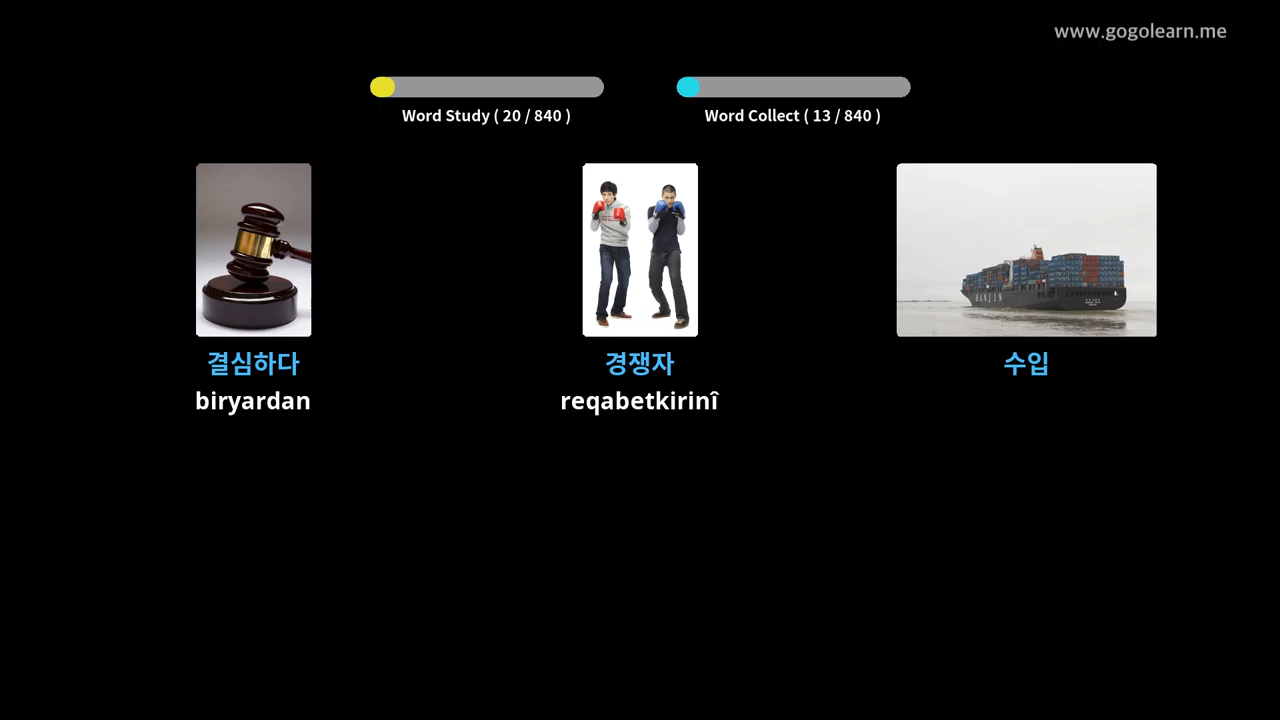 www.gogolearn.me
Word Study ( 20 / 840 )
Word Collect ( 13 / 840 )
HANJIN
결심하다
경쟁자
수입
biryardan
reqabetkirinî